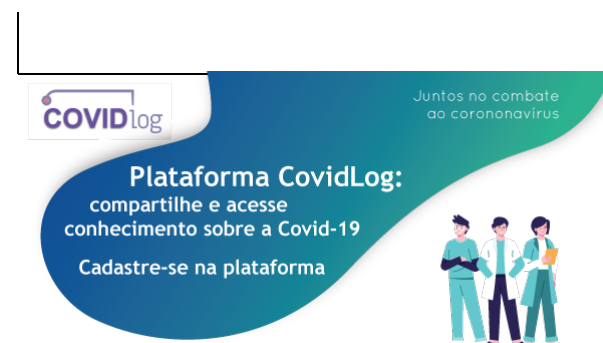 COVIDlog
Juntos no combate
ao corononavírus
Plataforma CovidLog:
compartilhe e acesse
conhecimento sobre a Covid-19
Cadastre-se na plataforma